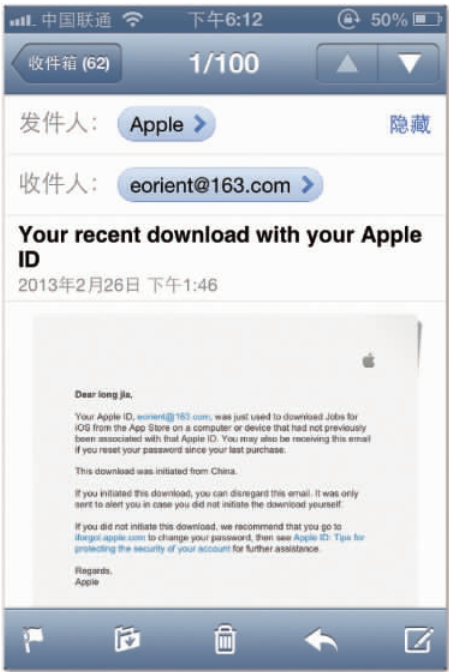 中国联通 下午6:12 50%
收件箱 (62) 1/100
发件人: Apple 隐藏
收件人: eorient@163.com
Your recent download with your Apple
ID
2013年2月26日 下午1:46
Dear long jia,
Your Apple ID, eorient@163.com, was just used to download Jobs for
iOS from the App Store on a computer or device that had not previously
been associated with that Apple ID. You may also be receiving this email
if you reset your password since your last purchase.
This download was initiated from China.
If you initiated this download, you can disregard this email. It was only
sent to alert you in case you did not initiate the download yourself.
If you did not initiate this download, we recommend that you go to
iforgot.apple.com to change your password, then see Apple ID: Tips for
protecting the security of your account for further assistance.
Regards,
Apple